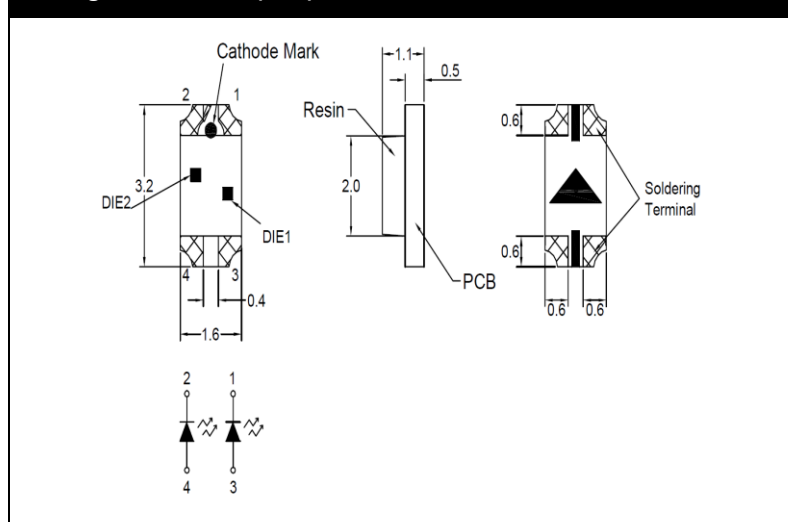 Cathode Mark
2 1
3.2
DIE2
DIE1
4 3
0.4
1.6
1.1
0.5
Resin
2.0
PCB
0.6
Soldering
Terminal
0.6
0.6 0.6
2 1
4 3